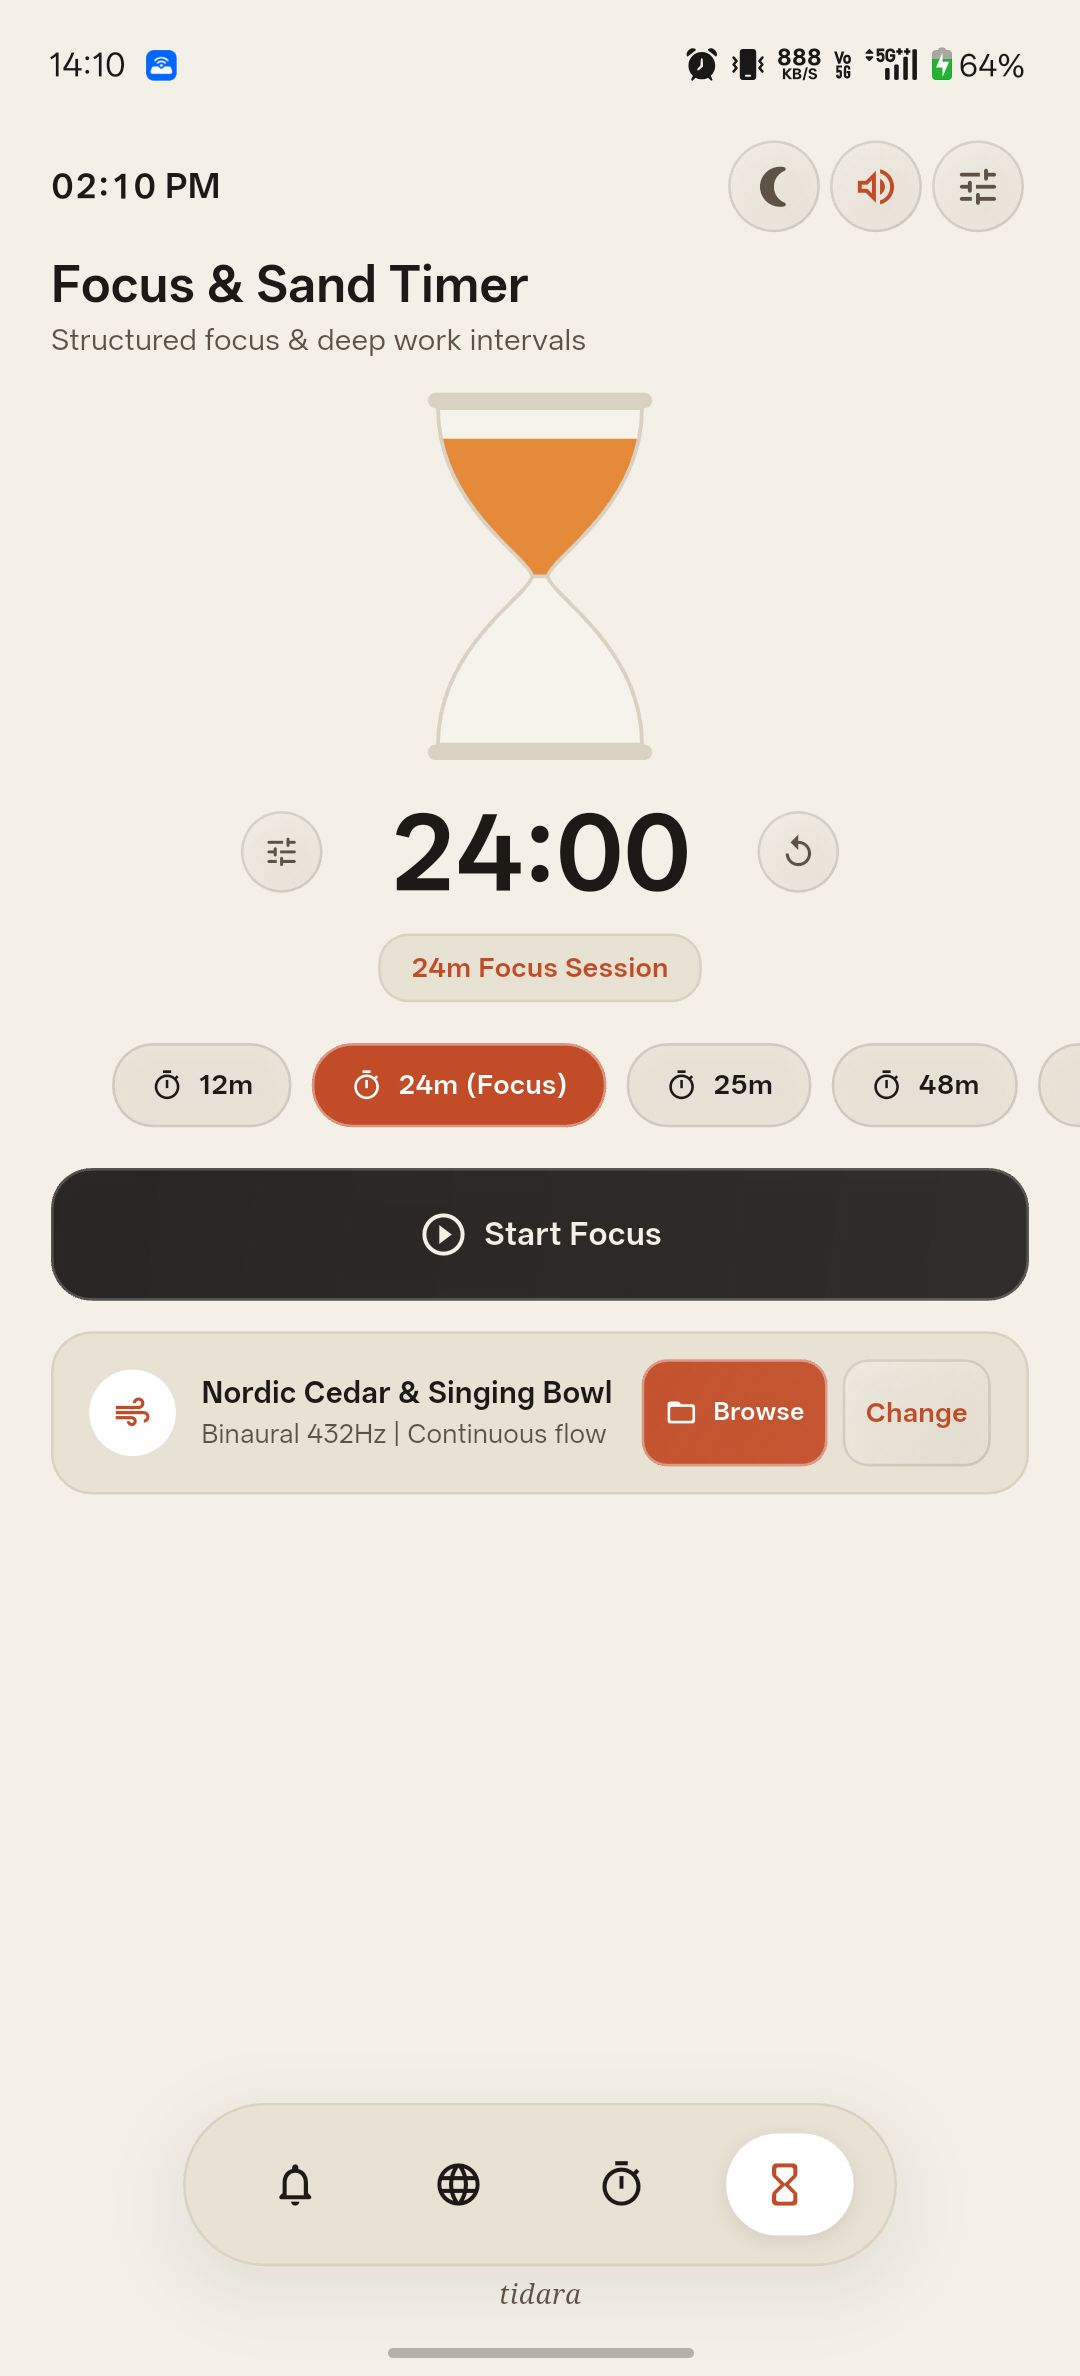 14:10
888
KB/S
Vo
5G
5G++
64%
02:10 PM
Focus & Sand Timer
Structured focus & deep work intervals
24:00
24m Focus Session
12m
24m (Focus)
25m
48m
Start Focus
Nordic Cedar & Singing Bowl
Binaural 432Hz | Continuous flow
Browse
Change
tidara